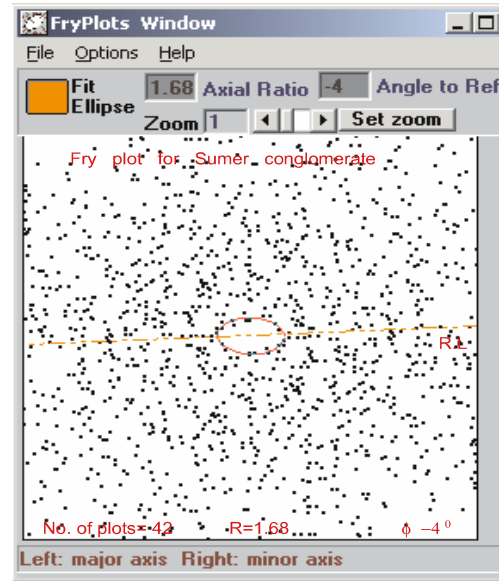 FryPlots Window
File Options Help
Fit Ellipse 1.68 Axial Ratio -4 Angle to Ref
Zoom 1 Set zoom
Fry plot for Sumer conglomerate
R.L
No. of plots= 42 R=1.68 ϕ –4 ⁰
Left: major axis Right: minor axis